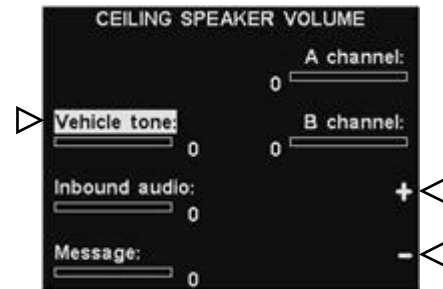 CEILING SPEAKER VOLUME
A channel:
0
Vehicle tone:
0
B channel:
0
Inbound audio:
0
+
Message:
0
-